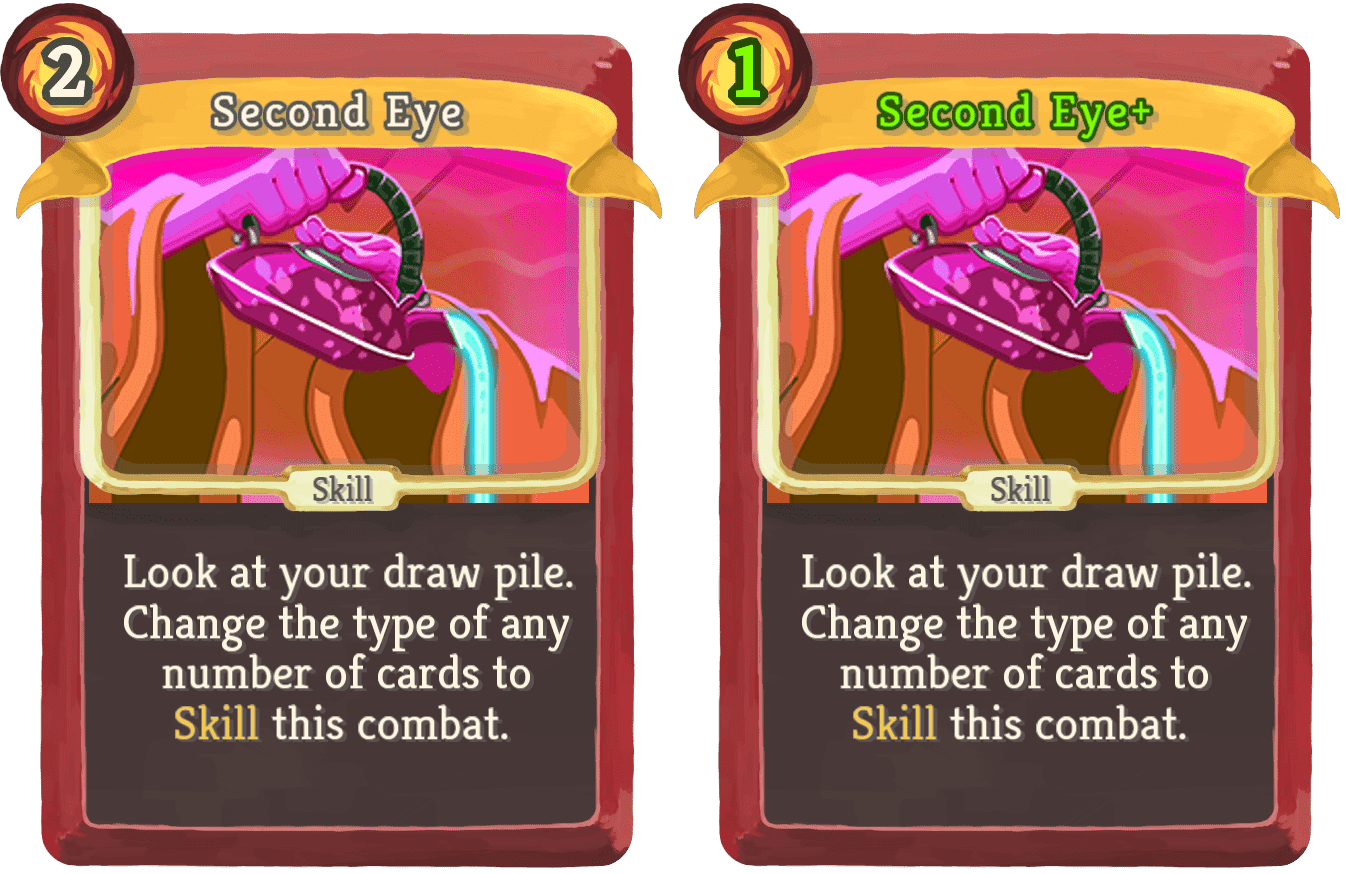 2
Second Eye
Skill
Look at your draw pile.
Change the type of any
number of cards to
Skill this combat.
1
Second Eye+
Skill
Look at your draw pile.
Change the type of any
number of cards to
Skill this combat.